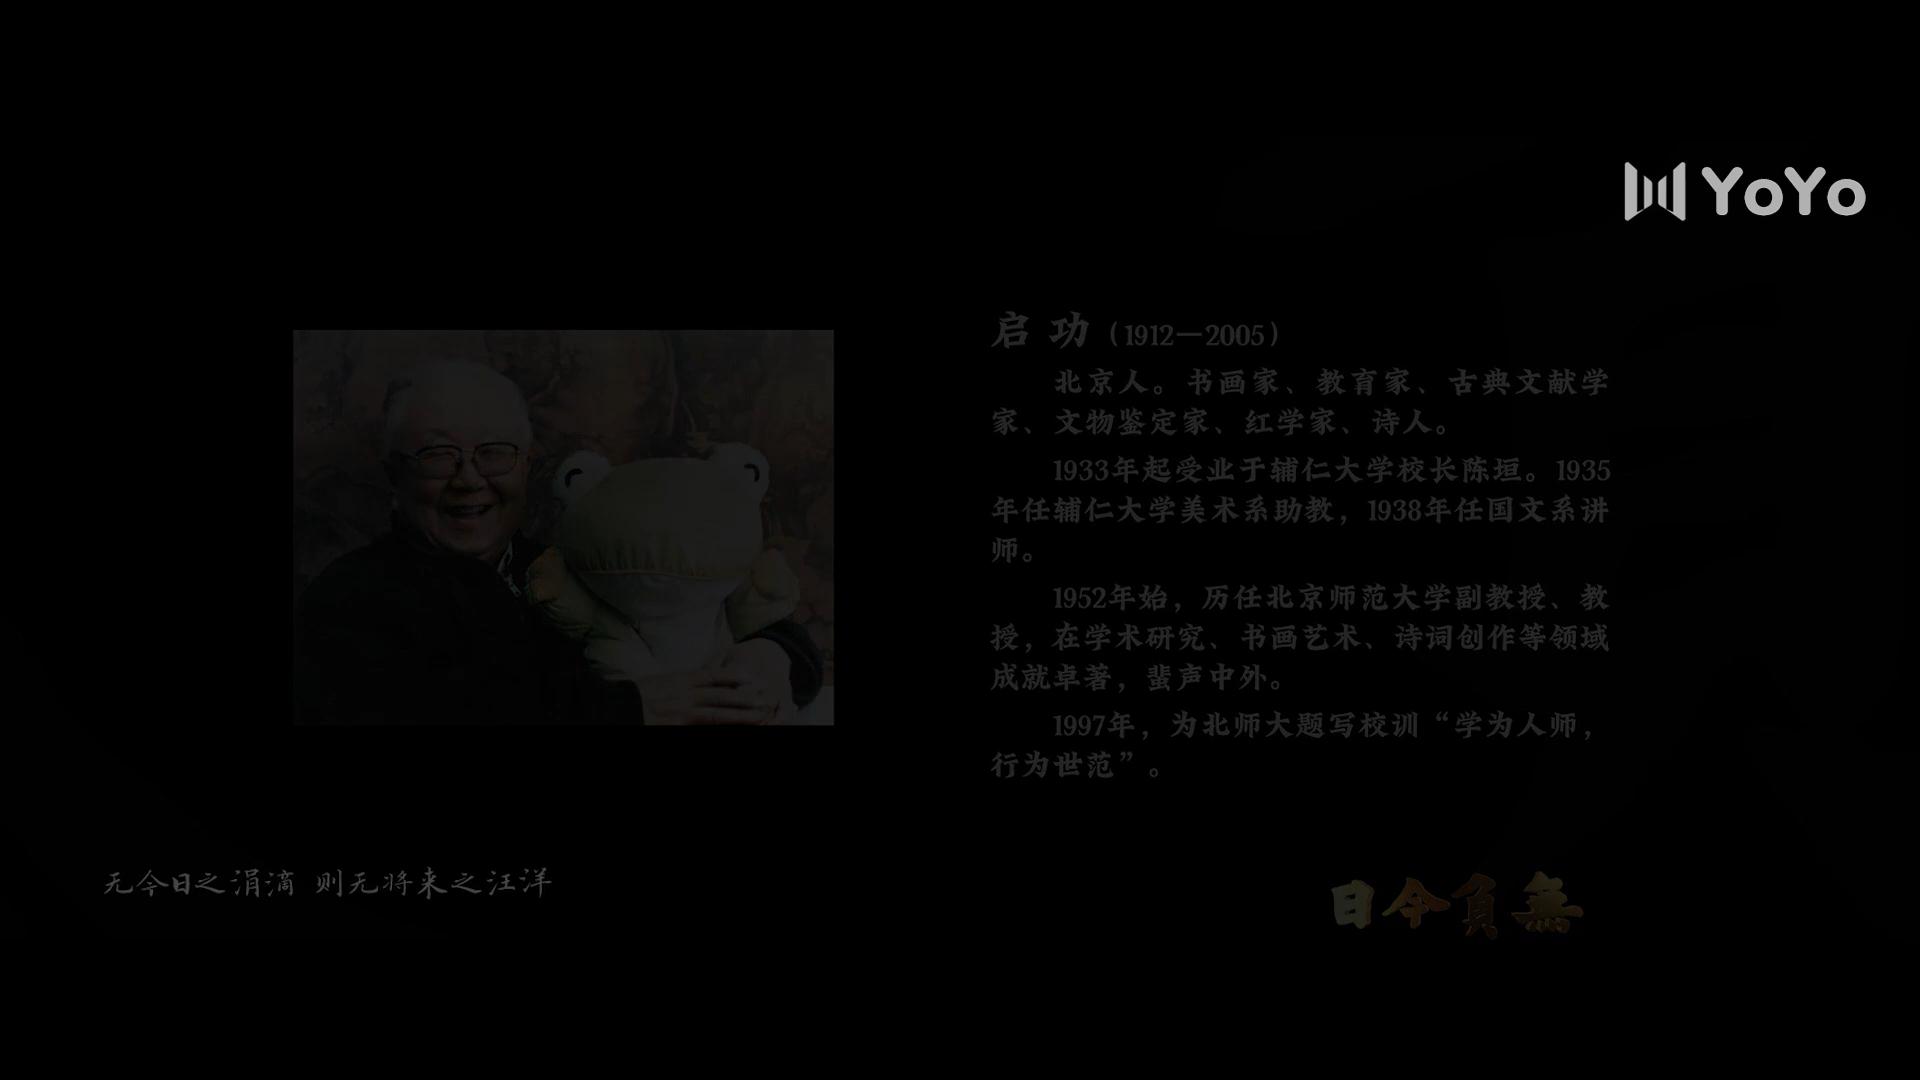 YoYo
启 功（1912—2005）
北京人。书画家、教育家、古典文献学
家、文物鉴定家、红学家、诗人。
1933年起受业于辅仁大学校长陈垣。1935
年任辅仁大学美术系助教，1938年任国文系讲
师。
1952年始，历任北京师范大学副教授、教
授，在学术研究、书画艺术、诗词创作等领域
成就卓著，蜚声中外。
1997年，为北师大题写校训“学为人师，
行为世范”。
无今日之涓滴 则无将来之汪洋
日今負無